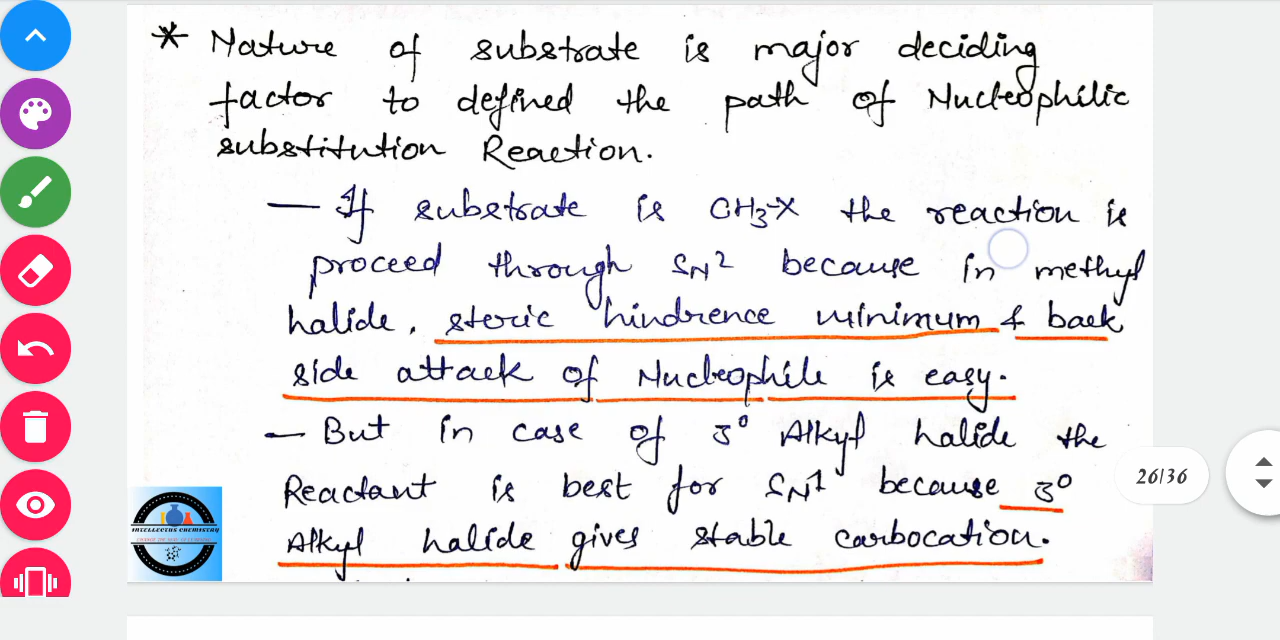 * Nature of substrate is major deciding
factor to defined the path of Nucleophilic
substitution Reaction.
— If substrate is CH3-X the reaction is
proceed through SN2 because in methyl
halide, steric hindrence minimum & back
side attack of Nucleophile is easy.
— But in case of 3° Alkyl halide the
Reactant is best for SN1 because 3°
Alkyl halide gives stable carbocation.
26/36
INTELLECTUS CHEMISTRY